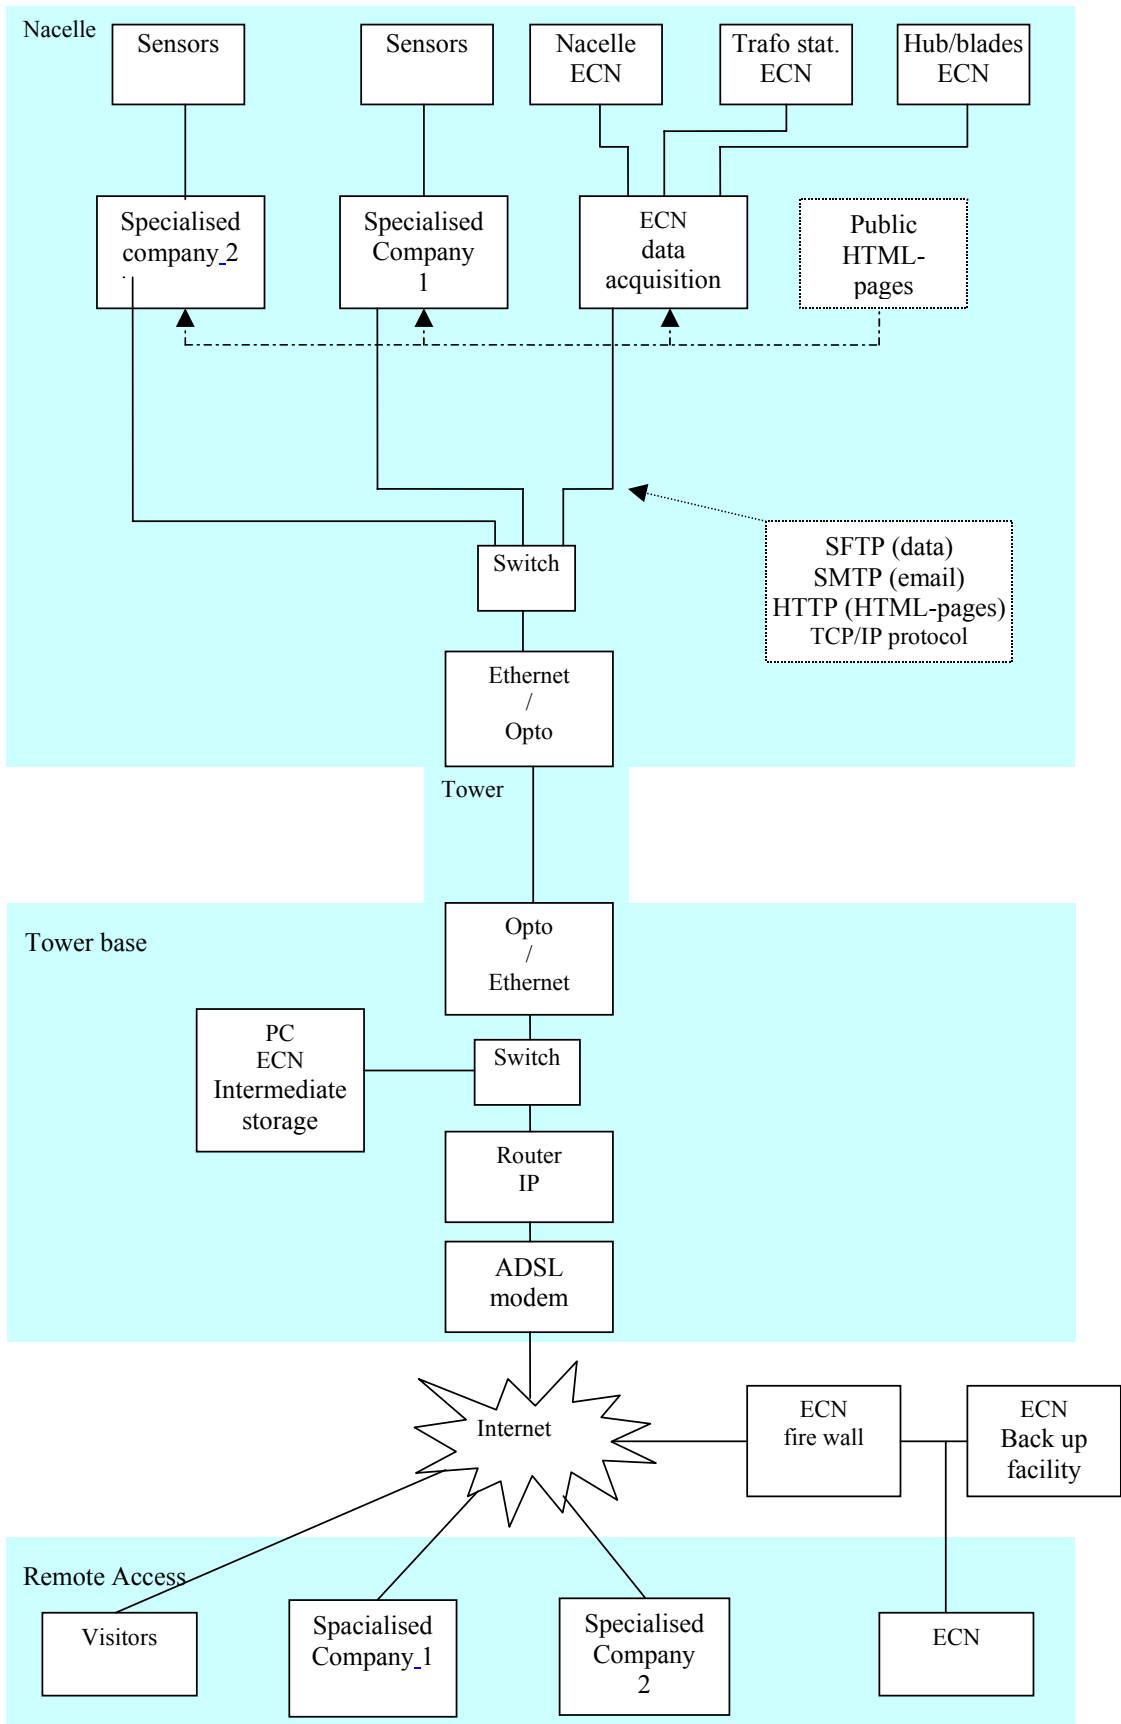 Nacelle
Sensors
Sensors
Nacelle
ECN
Trafo stat.
ECN
Hub/blades
ECN
Specialised
company 2
Specialised
Company
1
ECN
data
acquisition
Public
HTML-
pages
SFTP (data)
SMTP (email)
HTTP (HTML-pages)
TCP/IP protocol
Switch
Ethernet
/
Opto
Tower
Tower base
Opto
/
Ethernet
PC
ECN
Intermediate
storage
Switch
Router
IP
ADSL
modem
Internet
ECN
fire wall
ECN
Back up
facility
Remote Access
Visitors
Spacialised
Company 1
Specialised
Company
2
ECN